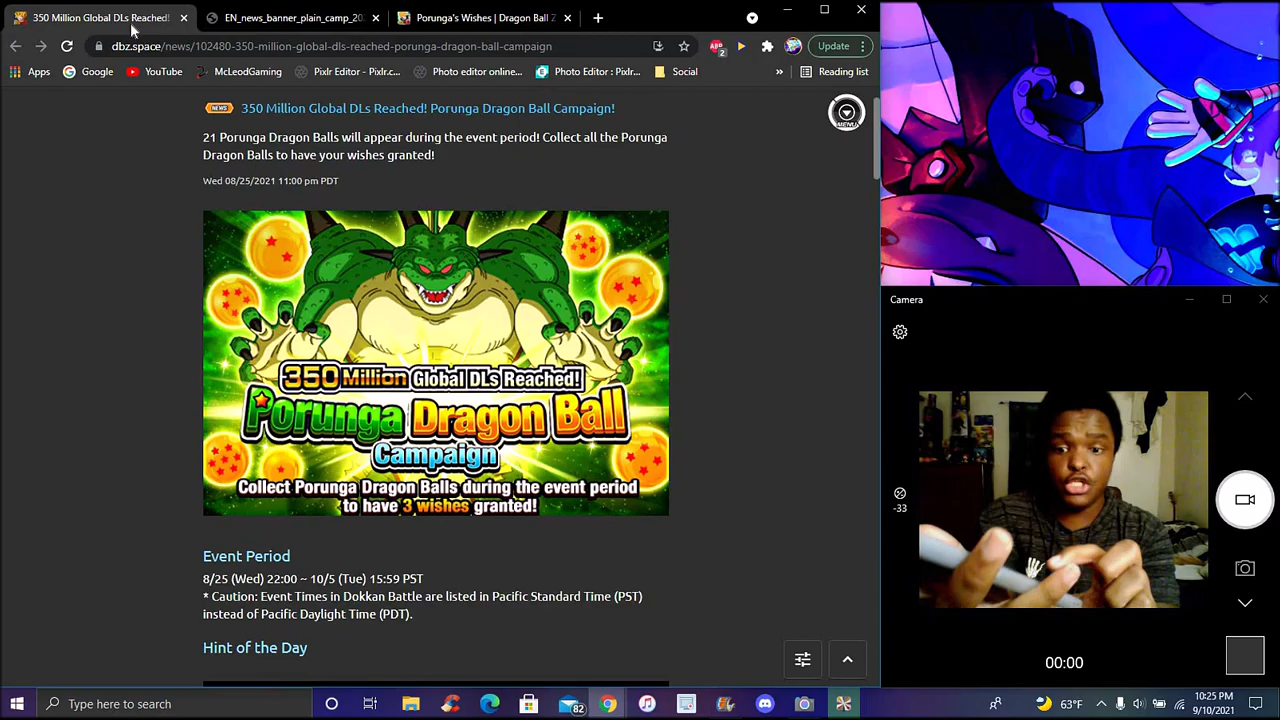 350 Million Global DLs Reached!
EN_news_banner_plain_camp_20
Porunga's Wishes | Dragon Ball Z
dbz.space/news/102480-350-million-global-dls-reached-porunga-dragon-ball-campaign
2
Update
Apps
Google
YouTube
McLeodGaming
Pixlr Editor - Pixlr.c...
Photo editor online...
Photo Editor : Pixlr...
Social
»
Reading list
NEWS
350 Million Global DLs Reached! Porunga Dragon Ball Campaign!
MENU
21 Porunga Dragon Balls will appear during the event period! Collect all the Porunga
Dragon Balls to have your wishes granted!
Wed 08/25/2021 11:00 pm PDT
350 Million Global DLs Reached!
Porunga Dragon Ball
Campaign
Collect Porunga Dragon Balls during the event period
to have 3 wishes granted!
Event Period
8/25 (Wed) 22:00 ~ 10/5 (Tue) 15:59 PST
* Caution: Event Times in Dokkan Battle are listed in Pacific Standard Time (PST)
instead of Pacific Daylight Time (PDT).
Hint of the Day
Camera
-33
00:00
Type here to search
82
63°F
10:25 PM
9/10/2021